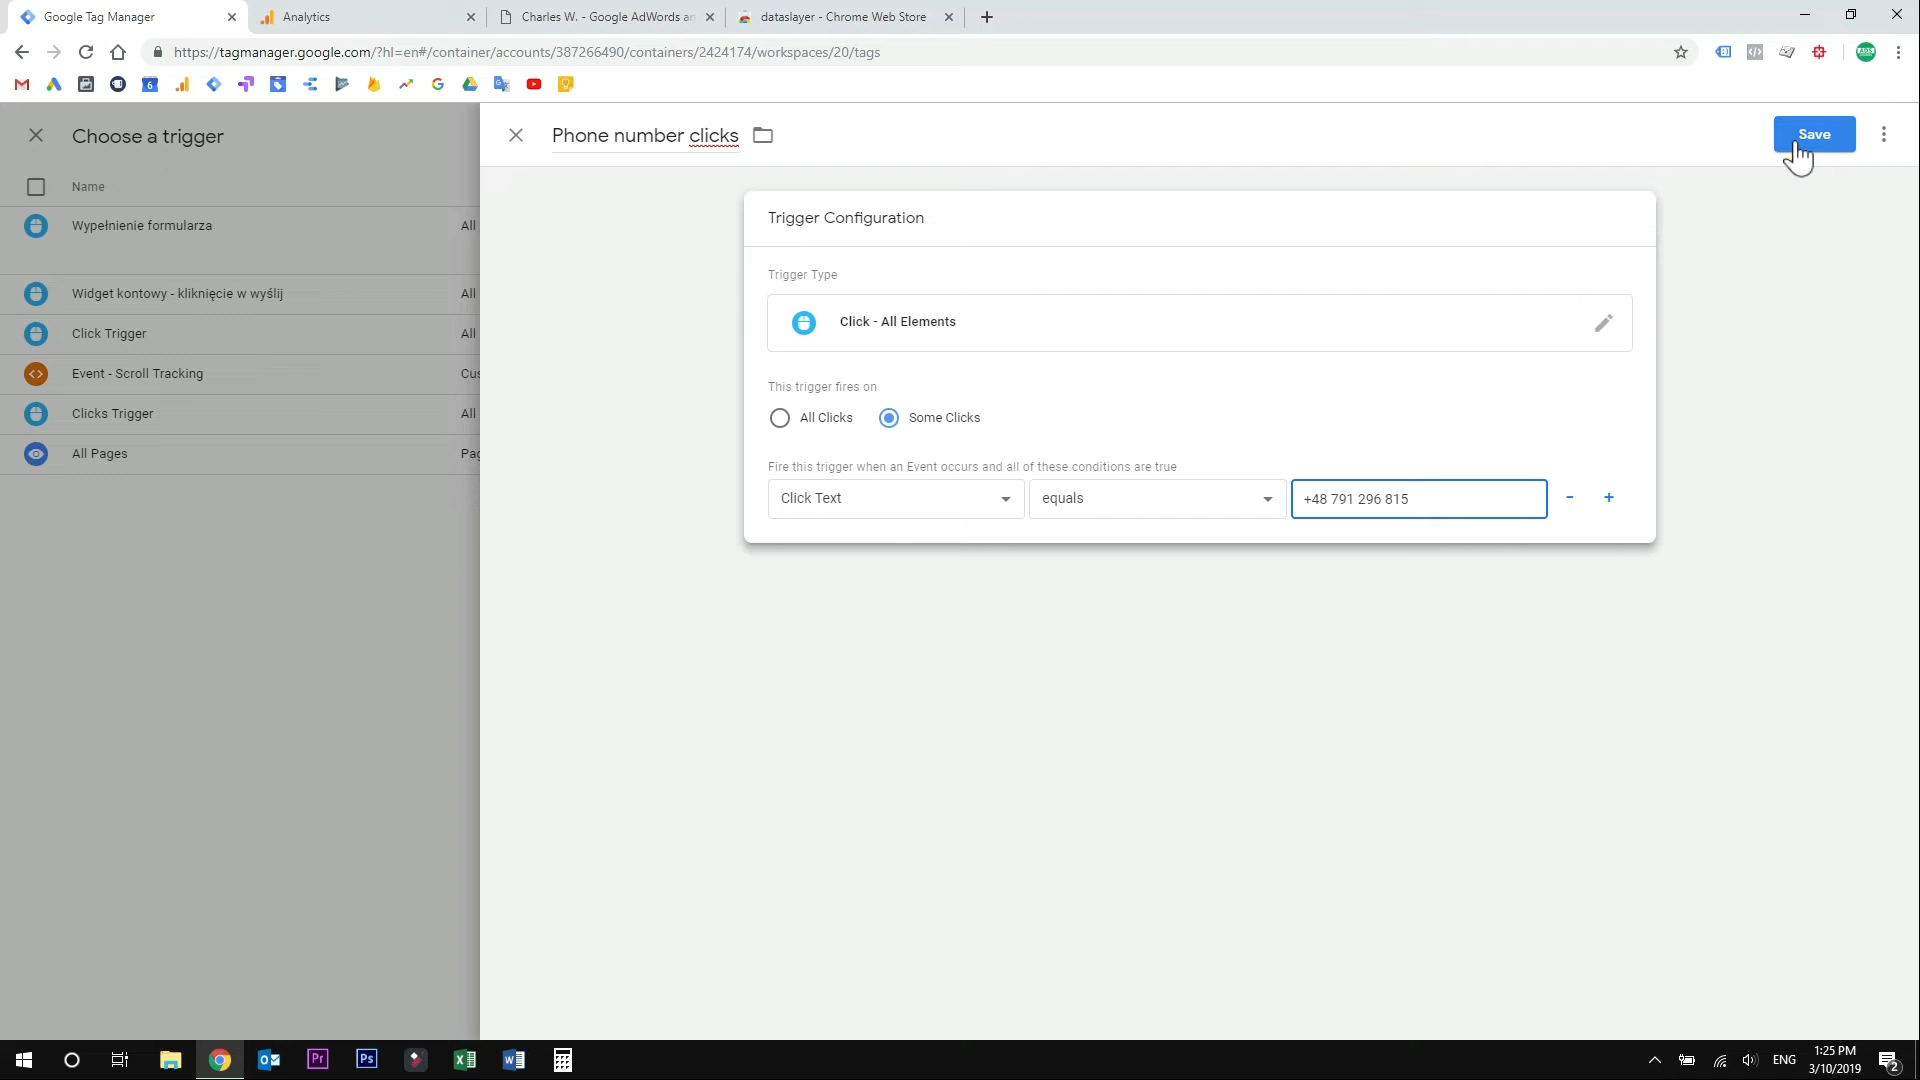 Google Tag Manager
Analytics
Charles W. - Google AdWords an
dataslayer - Chrome Web Store
https://tagmanager.google.com/?hl=en#/container/accounts/387266490/containers/2424174/workspaces/20/tags
6
Choose a trigger
Name
Wypełnienie formularza
All
Widget kontowy - kliknięcie w wyślij
All
Click Trigger
All
Event - Scroll Tracking
Cus
Clicks Trigger
All
All Pages
Pag
Phone number clicks
Save
Trigger Configuration
Trigger Type
Click - All Elements
This trigger fires on
All Clicks
Some Clicks
Fire this trigger when an Event occurs and all of these conditions are true
Click Text
equals
+48 791 296 815
Pr
Ps
ENG
1:25 PM
3/10/2019
2